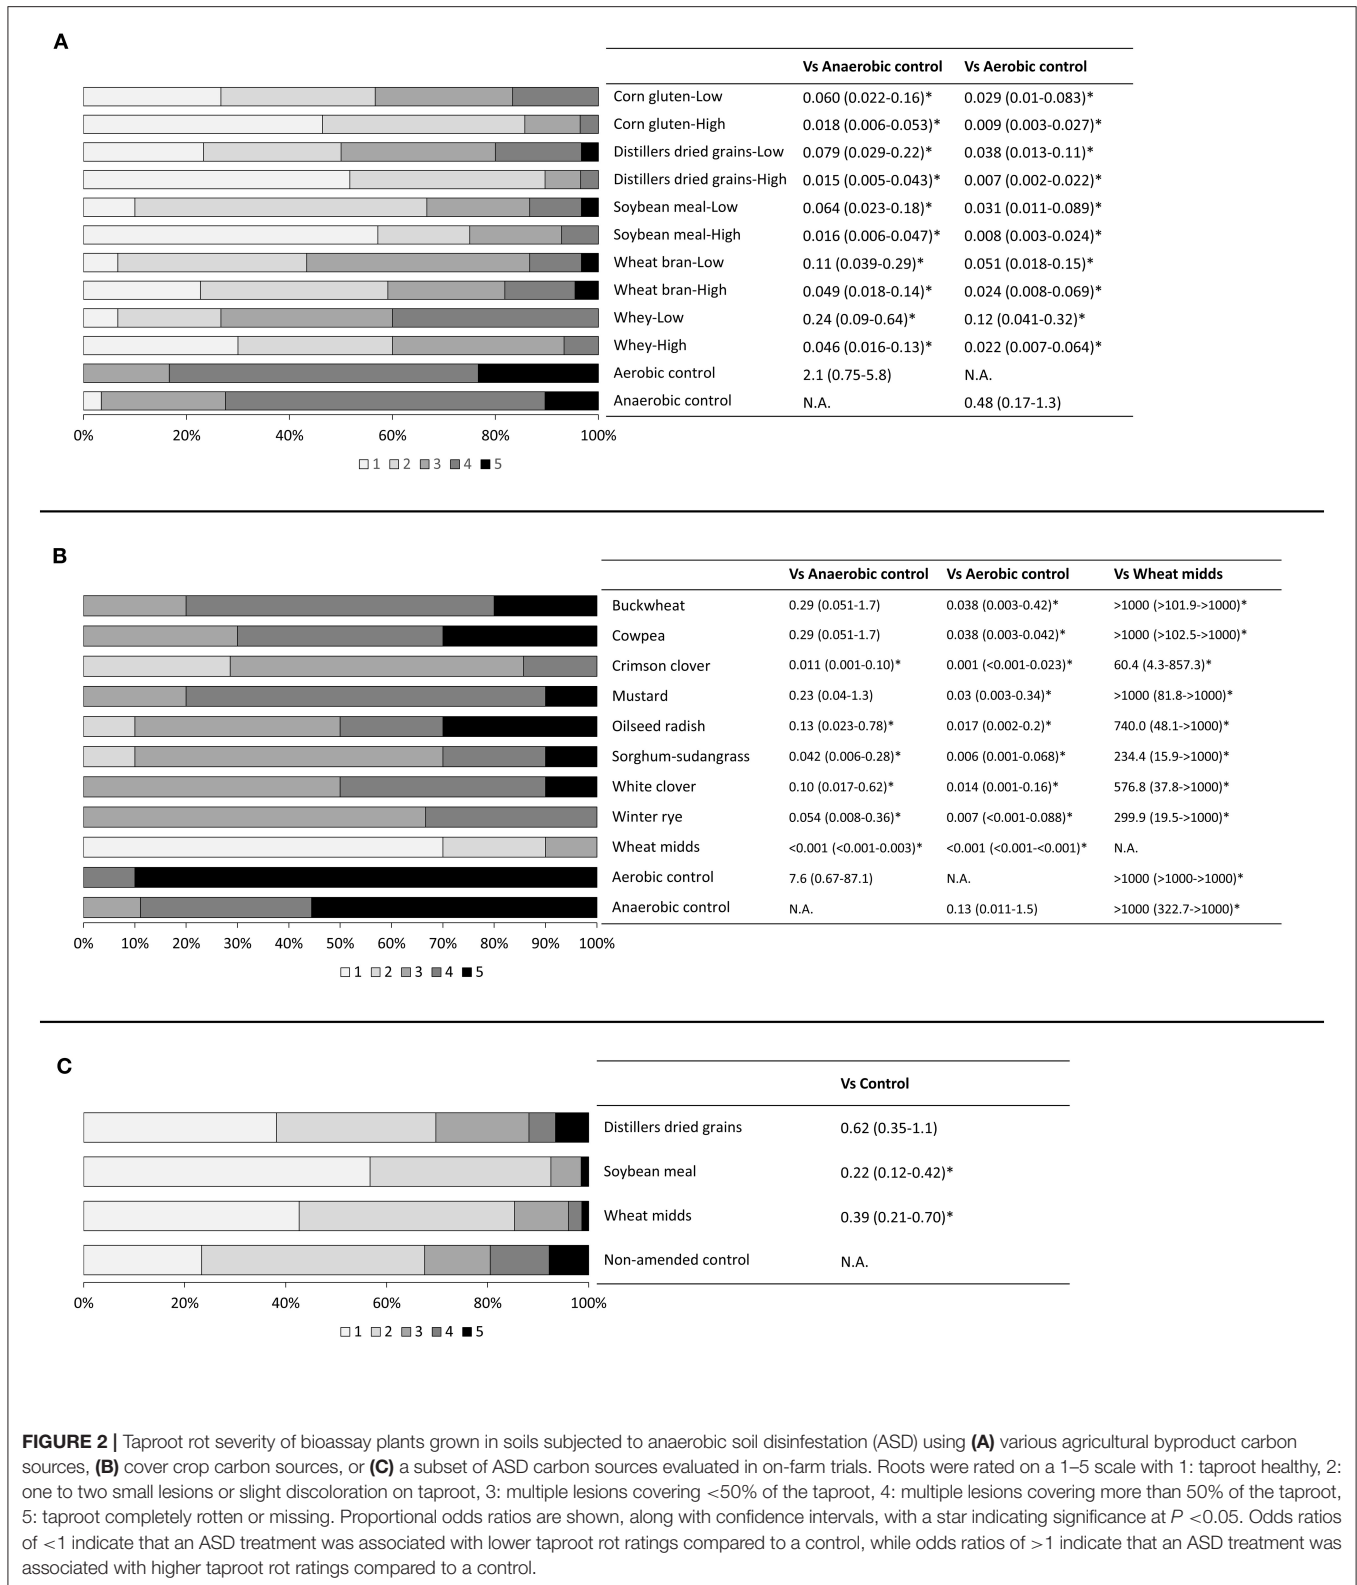 A
Vs Anaerobic control Vs Aerobic control
Corn gluten-Low 0.060 (0.022-0.16)* 0.029 (0.01-0.083)*
Corn gluten-High 0.018 (0.006-0.053)* 0.009 (0.003-0.027)*
Distillers dried grains-Low 0.079 (0.029-0.22)* 0.038 (0.013-0.11)*
Distillers dried grains-High 0.015 (0.005-0.043)* 0.007 (0.002-0.022)*
Soybean meal-Low 0.064 (0.023-0.18)* 0.031 (0.011-0.089)*
Soybean meal-High 0.016 (0.006-0.047)* 0.008 (0.003-0.024)*
Wheat bran-Low 0.11 (0.039-0.29)* 0.051 (0.018-0.15)*
Wheat bran-High 0.049 (0.018-0.14)* 0.024 (0.008-0.069)*
Whey-Low 0.24 (0.09-0.64)* 0.12 (0.041-0.32)*
Whey-High 0.046 (0.016-0.13)* 0.022 (0.007-0.064)*
Aerobic control 2.1 (0.75-5.8) N.A.
Anaerobic control N.A. 0.48 (0.17-1.3)
0% 20% 40% 60% 80% 100%
1 2 3 4 5
B
Vs Anaerobic control Vs Aerobic control Vs Wheat midds
Buckwheat 0.29 (0.051-1.7) 0.038 (0.003-0.42)* >1000 (>101.9->1000)*
Cowpea 0.29 (0.051-1.7) 0.038 (0.003-0.042)* >1000 (>102.5->1000)*
Crimson clover 0.011 (0.001-0.10)* 0.001 (<0.001-0.023)* 60.4 (4.3-857.3)*
Mustard 0.23 (0.04-1.3) 0.03 (0.003-0.34)* >1000 (81.8->1000)*
Oilseed radish 0.13 (0.023-0.78)* 0.017 (0.002-0.2)* 740.0 (48.1->1000)*
Sorghum-sudangrass 0.042 (0.006-0.28)* 0.006 (0.001-0.068)* 234.4 (15.9->1000)*
White clover 0.10 (0.017-0.62)* 0.014 (0.001-0.16)* 576.8 (37.8->1000)*
Winter rye 0.054 (0.008-0.36)* 0.007 (<0.001-0.088)* 299.9 (19.5->1000)*
Wheat midds <0.001 (<0.001-0.003)* <0.001 (<0.001-<0.001)* N.A.
Aerobic control 7.6 (0.67-87.1) N.A. >1000 (>1000->1000)*
Anaerobic control N.A. 0.13 (0.011-1.5) >1000 (322.7->1000)*
0% 10% 20% 30% 40% 50% 60% 70% 80% 90% 100%
1 2 3 4 5
C
Vs Control
Distillers dried grains 0.62 (0.35-1.1)
Soybean meal 0.22 (0.12-0.42)*
Wheat midds 0.39 (0.21-0.70)*
Non-amended control N.A.
0% 20% 40% 60% 80% 100%
1 2 3 4 5
FIGURE 2 | Taproot rot severity of bioassay plants grown in soils subjected to anaerobic soil disinfestation (ASD) using (A) various agricultural byproduct carbon
sources, (B) cover crop carbon sources, or (C) a subset of ASD carbon sources evaluated in on-farm trials. Roots were rated on a 1–5 scale with 1: taproot healthy, 2:
one to two small lesions or slight discoloration on taproot, 3: multiple lesions covering <50% of the taproot, 4: multiple lesions covering more than 50% of the taproot,
5: taproot completely rotten or missing. Proportional odds ratios are shown, along with confidence intervals, with a star indicating significance at P <0.05. Odds ratios
of <1 indicate that an ASD treatment was associated with lower taproot rot ratings compared to a control, while odds ratios of >1 indicate that an ASD treatment was
associated with higher taproot rot ratings compared to a control.